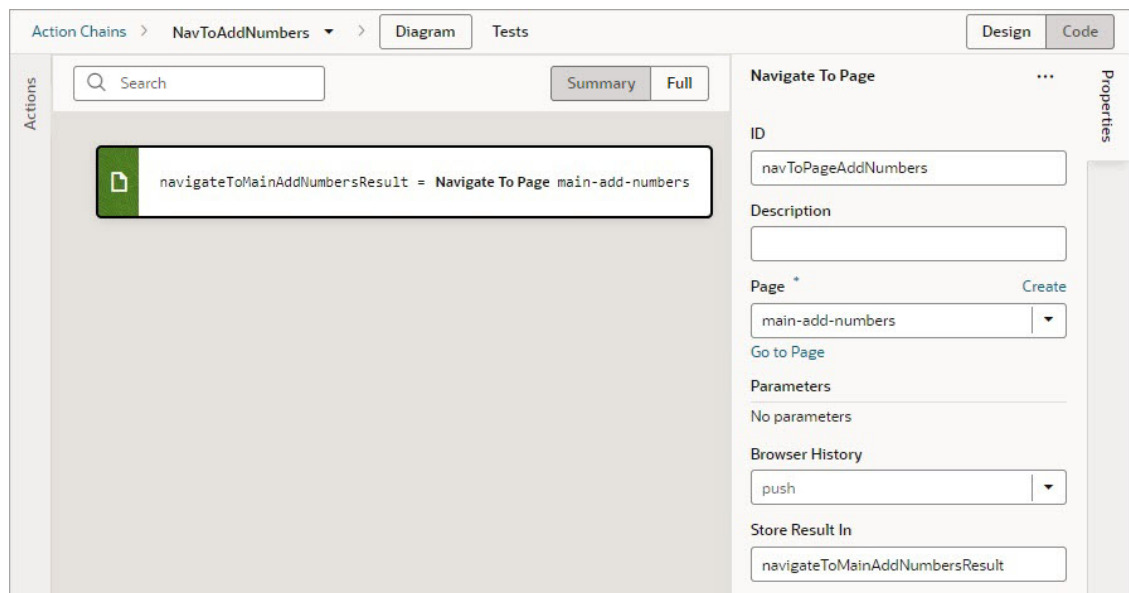 Action Chains > NavToAddNumbers > Diagram Tests Design Code
Actions
Search Summary Full
navigateToMainAddNumbersResult = Navigate To Page main-add-numbers
Navigate To Page ...
Properties
ID
navToPageAddNumbers
Description
Page * Create
main-add-numbers
Go to Page
Parameters
No parameters
Browser History
push
Store Result In
navigateToMainAddNumbersResult